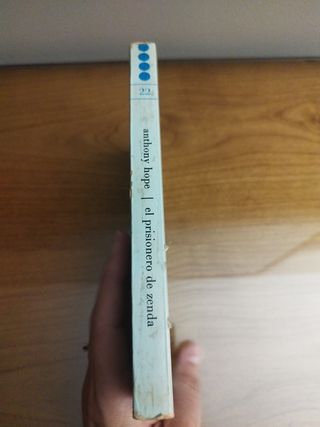 22
anthony hope | el prisionero de zenda